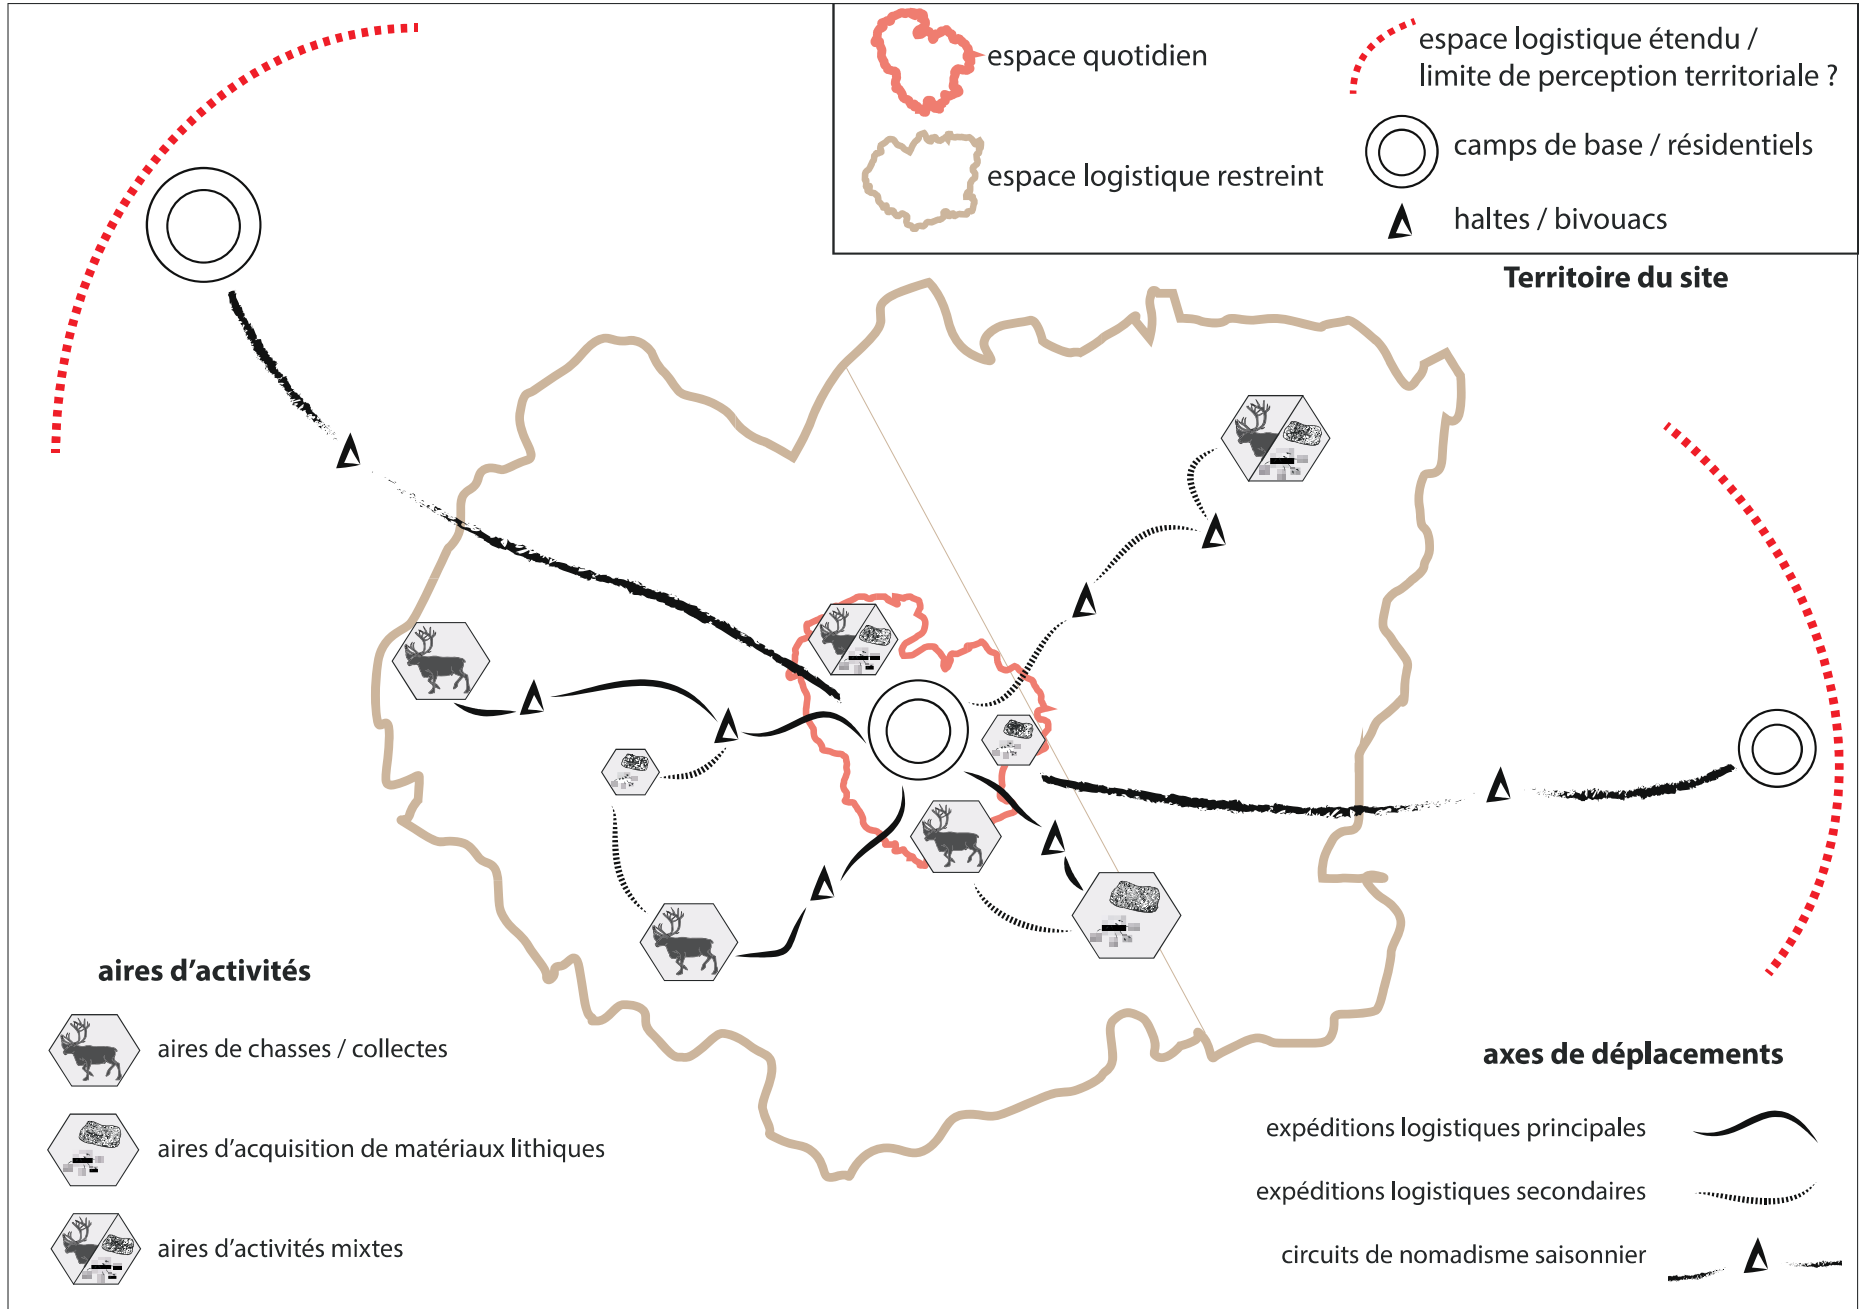 espace quotidien
espace logistique restreint
espace logistique étendu /
limite de perception territoriale ?
camps de base / résidentiels
haltes / bivouacs
Territoire du site
aires d’activités
aires de chasses / collectes
aires d’acquisition de matériaux lithiques
aires d’activités mixtes
axes de déplacements
expéditions logistiques principales
expéditions logistiques secondaires
circuits de nomadisme saisonnier